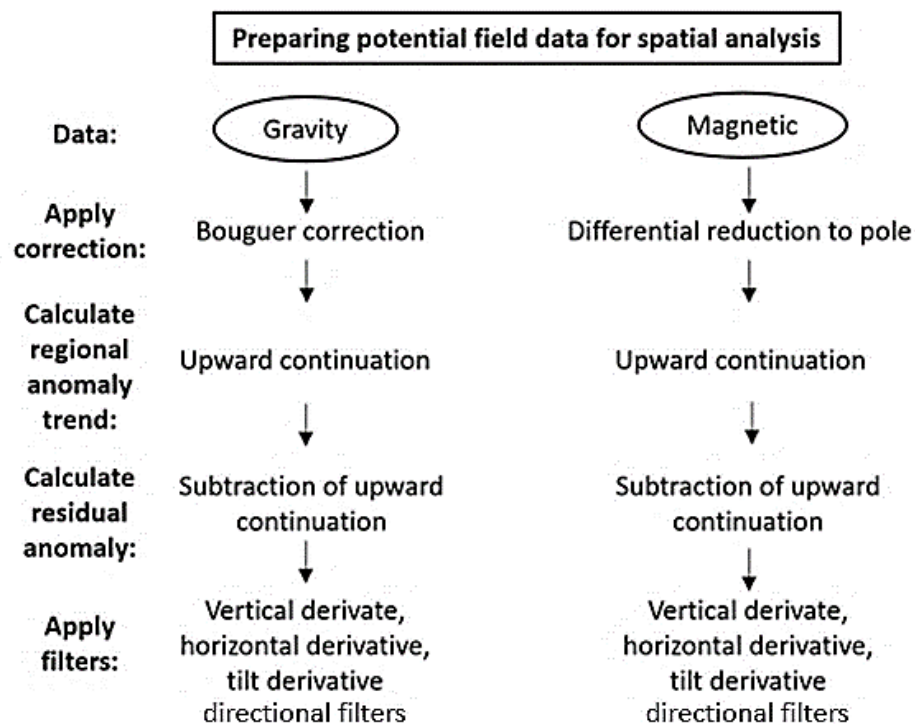 Preparing potential field data for spatial analysis
Data:
Gravity
Magnetic
Apply
correction:
Bouguer correction
Differential reduction to pole
Calculate
regional
anomaly
trend:
Upward continuation
Upward continuation
Calculate
residual
anomaly:
Subtraction of upward
continuation
Subtraction of upward
continuation
Apply
filters:
Vertical derivate,
horizontal derivative,
tilt derivative
directional filters
Vertical derivate,
horizontal derivative,
tilt derivative
directional filters